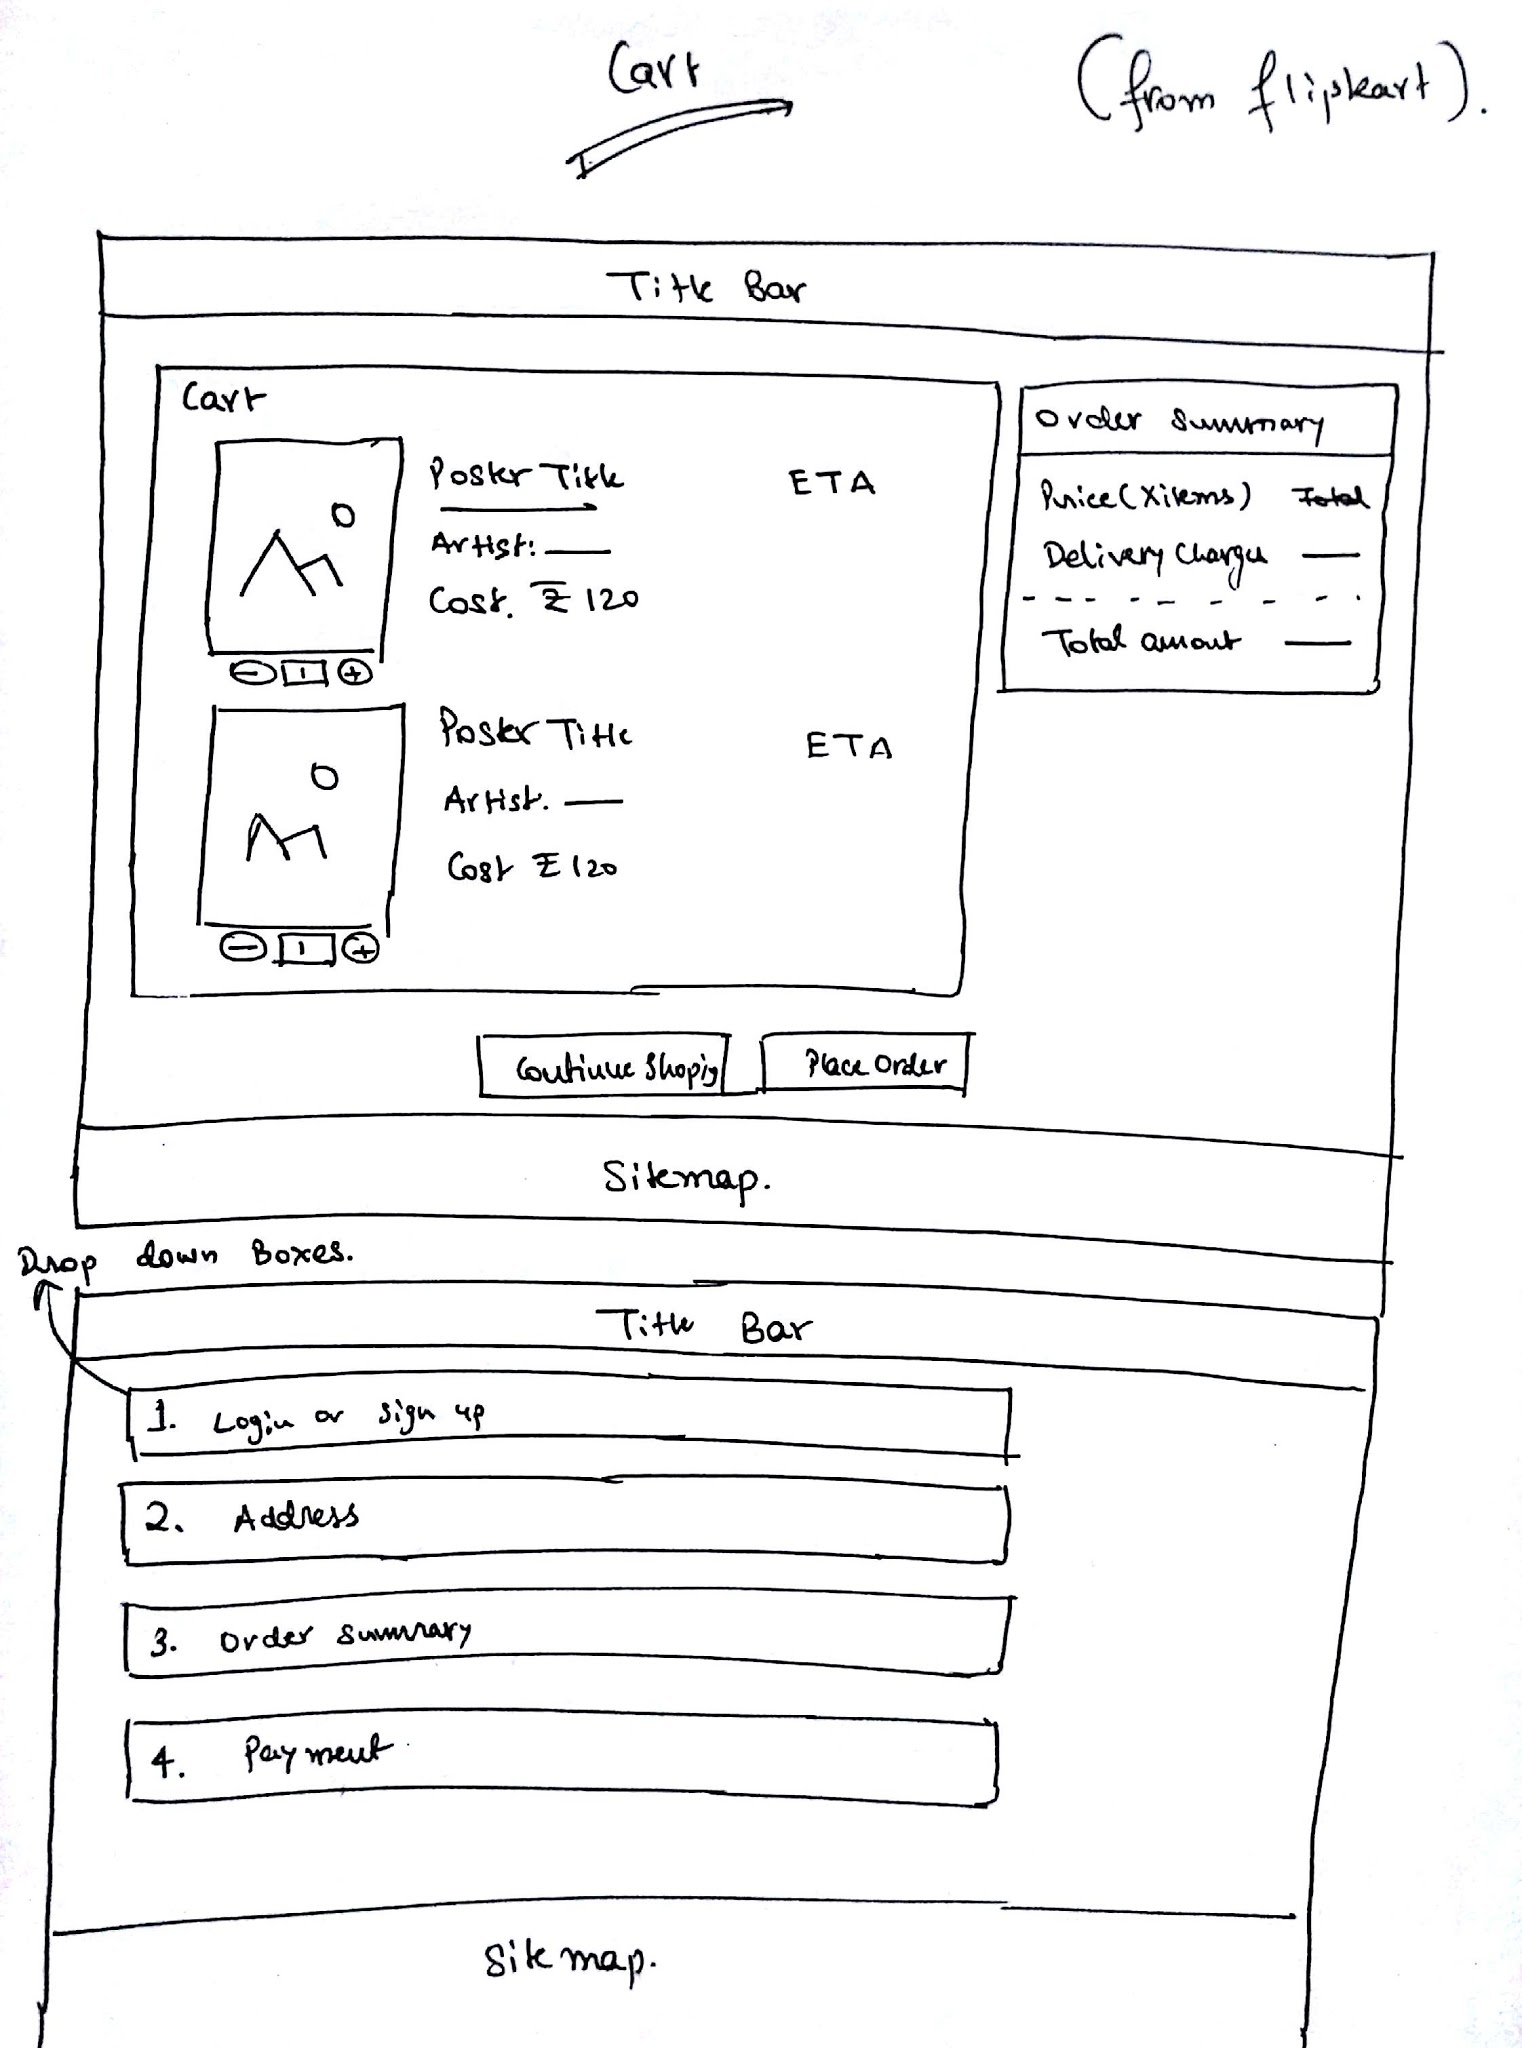 Cart
(from flipkart).
Title Bar
Cart
Poster Title
ETA
Artist:
Cost. ₹ 120
- 1 +
Poster Title
ETA
Artist.
Cost ₹ 120
- 1 +
Order Summary
Price (X items) Total
Delivery Charges
Total amout
Continue Shopig
Place Order
Sitemap.
Drop down Boxes.
Title Bar
1. Login or sign up
2. Address
3. Order summary
4. Payment
Sitemap.